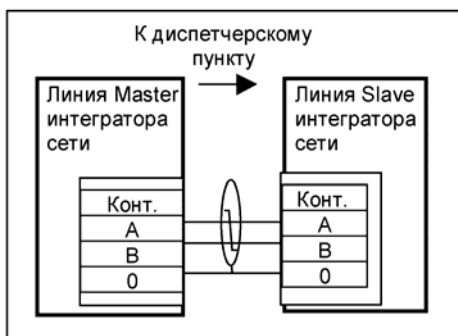 К диспетчерскому
пункту
Линия Master
интегратора
сети
Линия Slave
интегратора
сети
Конт.
A
B
0
Конт.
A
B
0